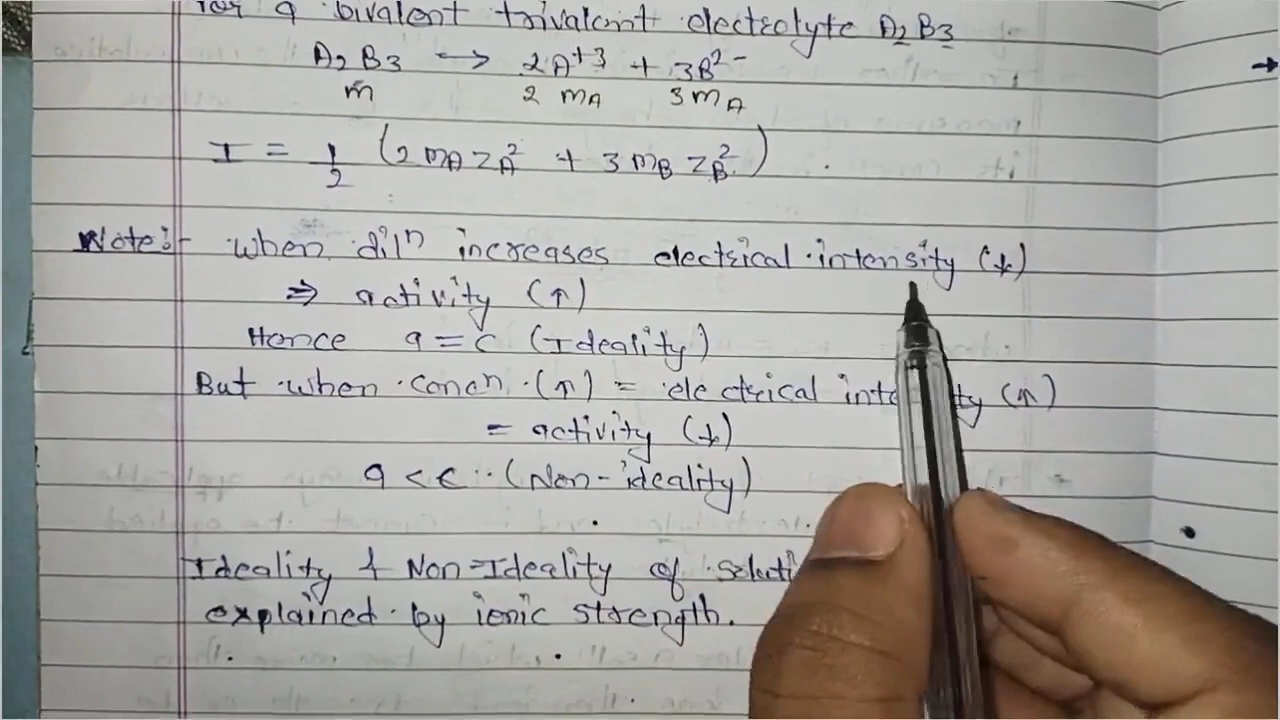 for a bivalent trivalent electrolyte A₂B₃
A₂B₃ ↔ 2A⁺³ + 3B²⁻
m 2 mA 3 mA
I = 1/2 (2 mA zA² + 3 mB zB²)
Note:- when dilⁿ increases electrical intensity (↓)
⇒ activity (↑)
Hence a = c (Ideality)
But when concn (↑) = electrical (↑)
= activity (↓)
a < c (Non-ideality)
Ideality & Non-Ideality of
explained by ionic strength.